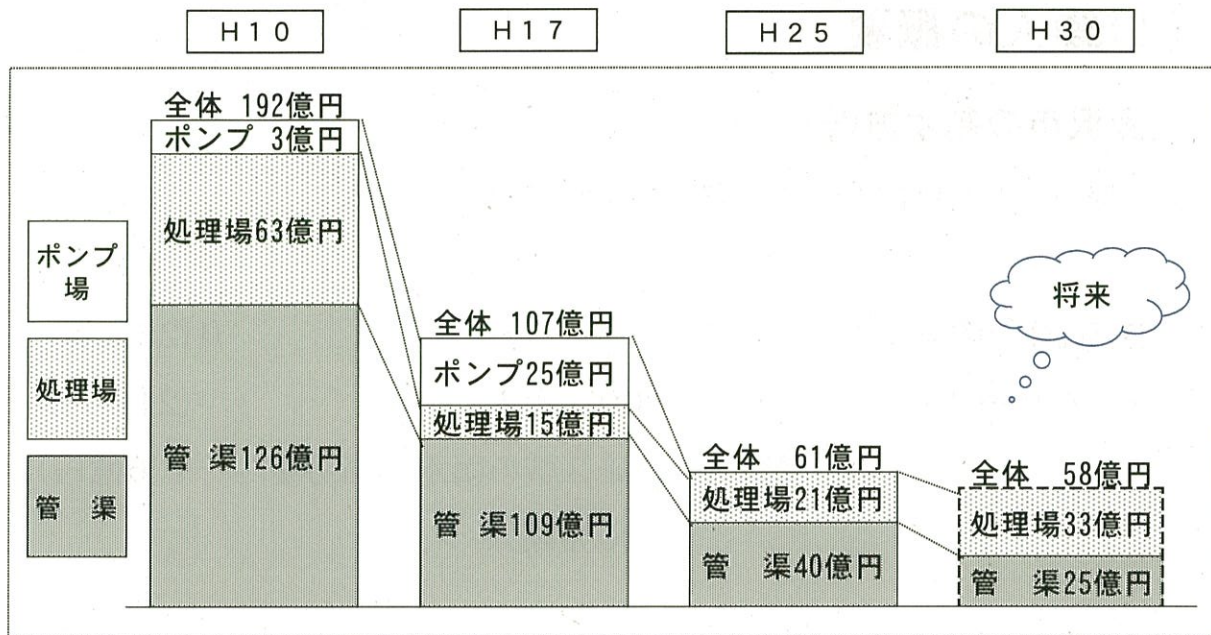 H10
H17
H25
H30
全体 192億円
ポンプ 3億円
処理場63億円
管 渠126億円
ポンプ
場
処理場
管 渠
全体 107億円
ポンプ25億円
処理場15億円
管 渠109億円
全体 61億円
処理場21億円
管 渠40億円
将来
全体 58億円
処理場33億円
管 渠25億円